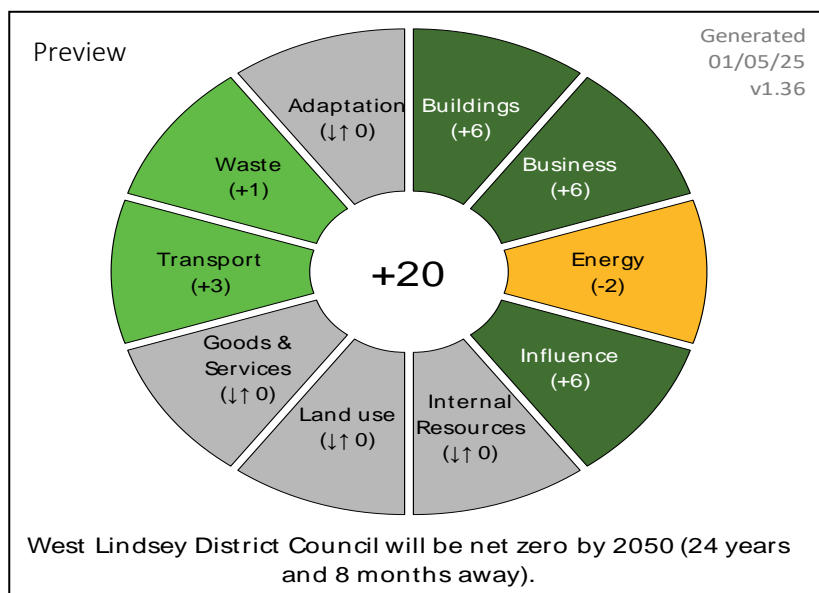 Preview
Generated
01/05/25
v1.36
Adaptation
(↓↑ 0)
Buildings
(+6)
Business
(+6)
Energy
(-2)
Influence
(+6)
Internal
Resources
(↓↑ 0)
Land use
(↓↑ 0)
Goods &
Services
(↓↑ 0)
Transport
(+3)
Waste
(+1)
+20
West Lindsey District Council will be net zero by 2050 (24 years
and 8 months away).